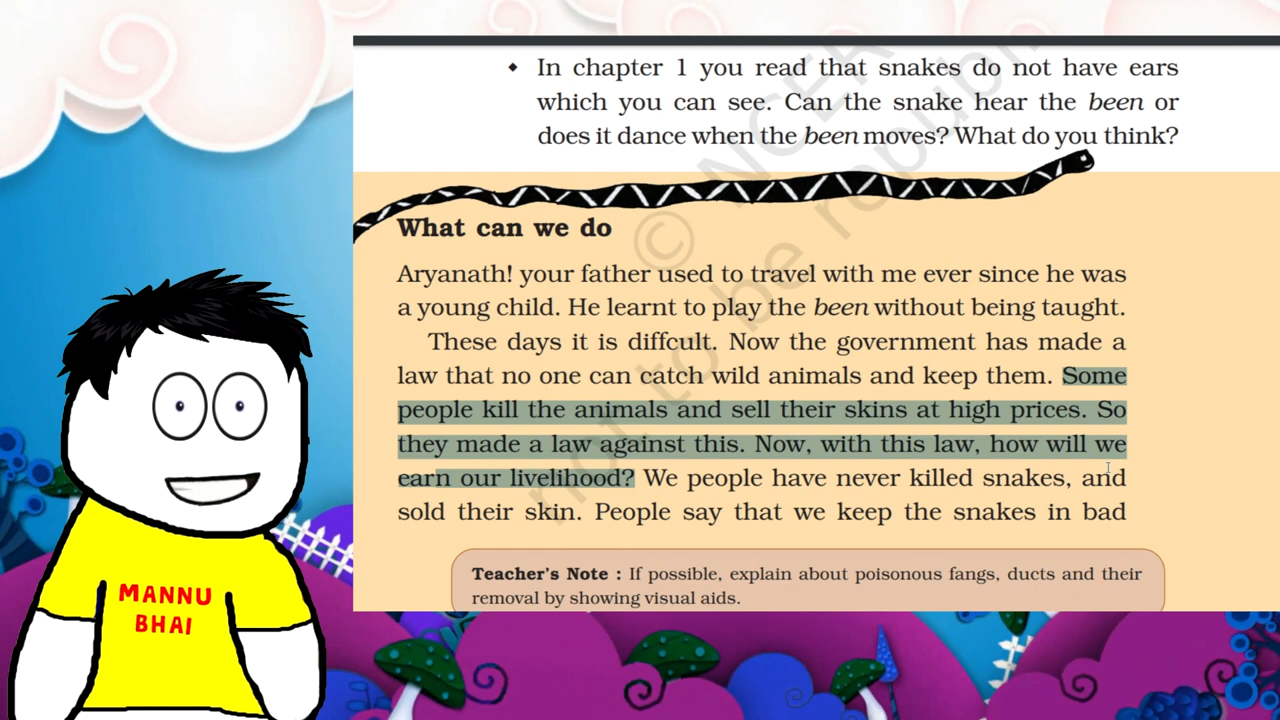 ◆ In chapter 1 you read that snakes do not have ears
which you can see. Can the snake hear the been or
does it dance when the been moves? What do you think?
What can we do
Aryanath! your father used to travel with me ever since he was
a young child. He learnt to play the been without being taught.
These days it is diffcult. Now the government has made a
law that no one can catch wild animals and keep them. Some
people kill the animals and sell their skins at high prices. So
they made a law against this. Now, with this law, how will we
earn our livelihood? We people have never killed snakes, and
sold their skin. People say that we keep the snakes in bad
Teacher's Note : If possible, explain about poisonous fangs, ducts and their
removal by showing visual aids.
MANNU
BHAI
© NCER
not to be republ